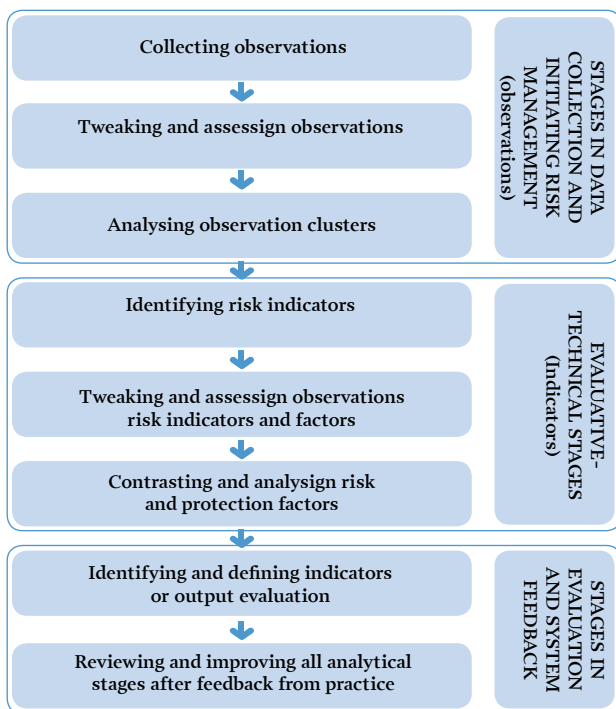 Collecting observations
Tweaking and assessign observations
Analysing observation clusters
STAGES IN DATA
COLLECTION AND
INITIATING RISK
MANAGEMENT
(observations)
Identifying risk indicators
Tweaking and assessign observations
risk indicators and factors
Contrasting and analysign risk
and protection factors
EVALUATIVE-
TECHNICAL STAGES
(Indicators)
Identifying and defining indicators
or output evaluation
Reviewing and improving all analytical
stages after feedback from practice
STAGES IN
EVALUATION
AND SYSTEM
FEEDBACK